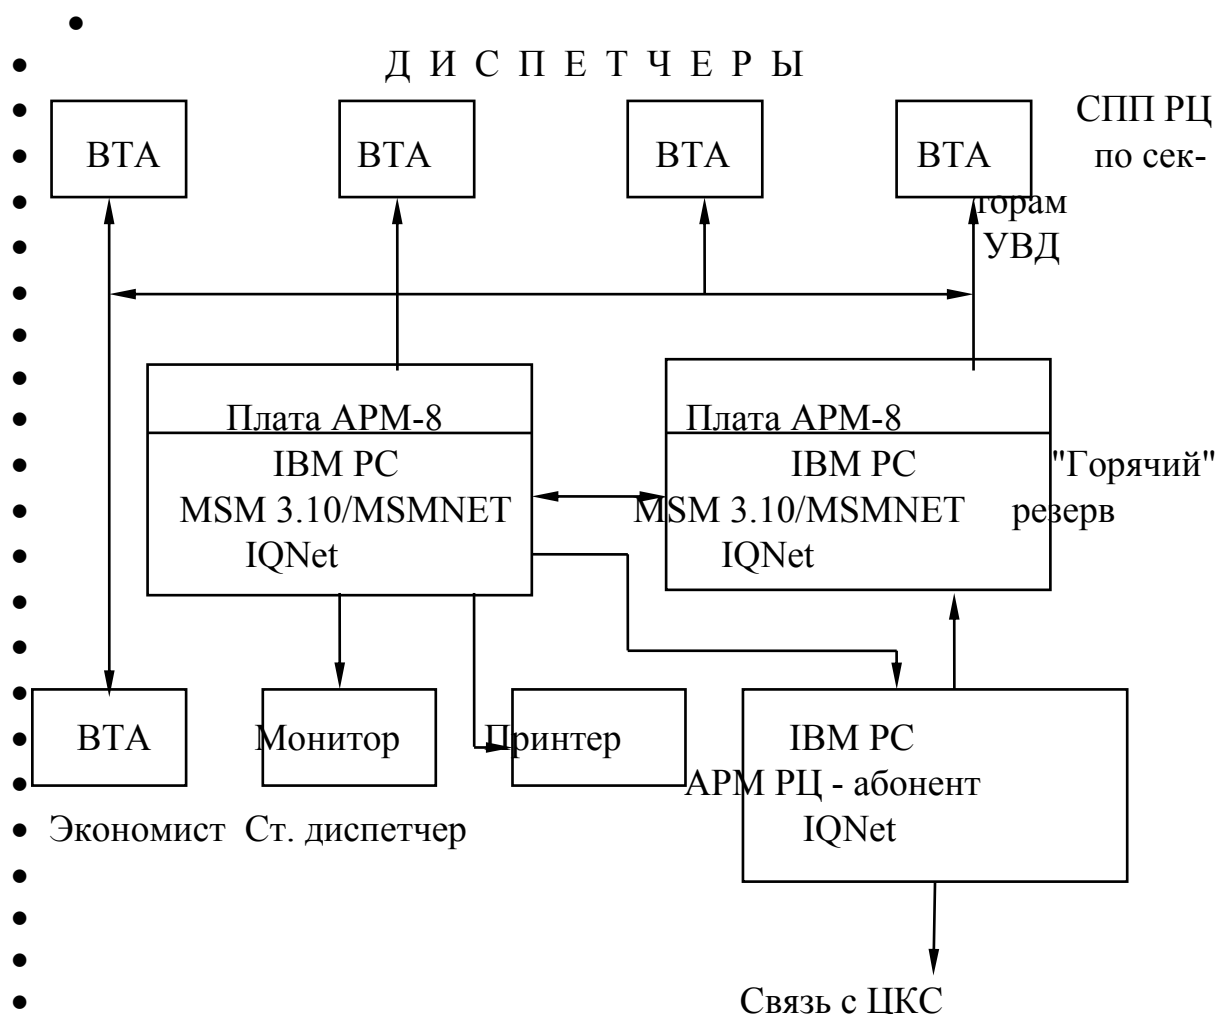 Д И С П Е Т Ч Е Р Ы
СПП РЦ
ВТА ВТА ВТА ВТА по сек-
торам
УВД
Плата АРМ-8 Плата АРМ-8
IBM PC IBM PC "Горячий"
MSM 3.10/MSMNET MSM 3.10/MSMNET резерв
IQNet IQNet
ВТА Монитор Принтер IBM PC
АРМ РЦ - абонент
Экономист Ст. диспетчер IQNet
Связь с ЦКС